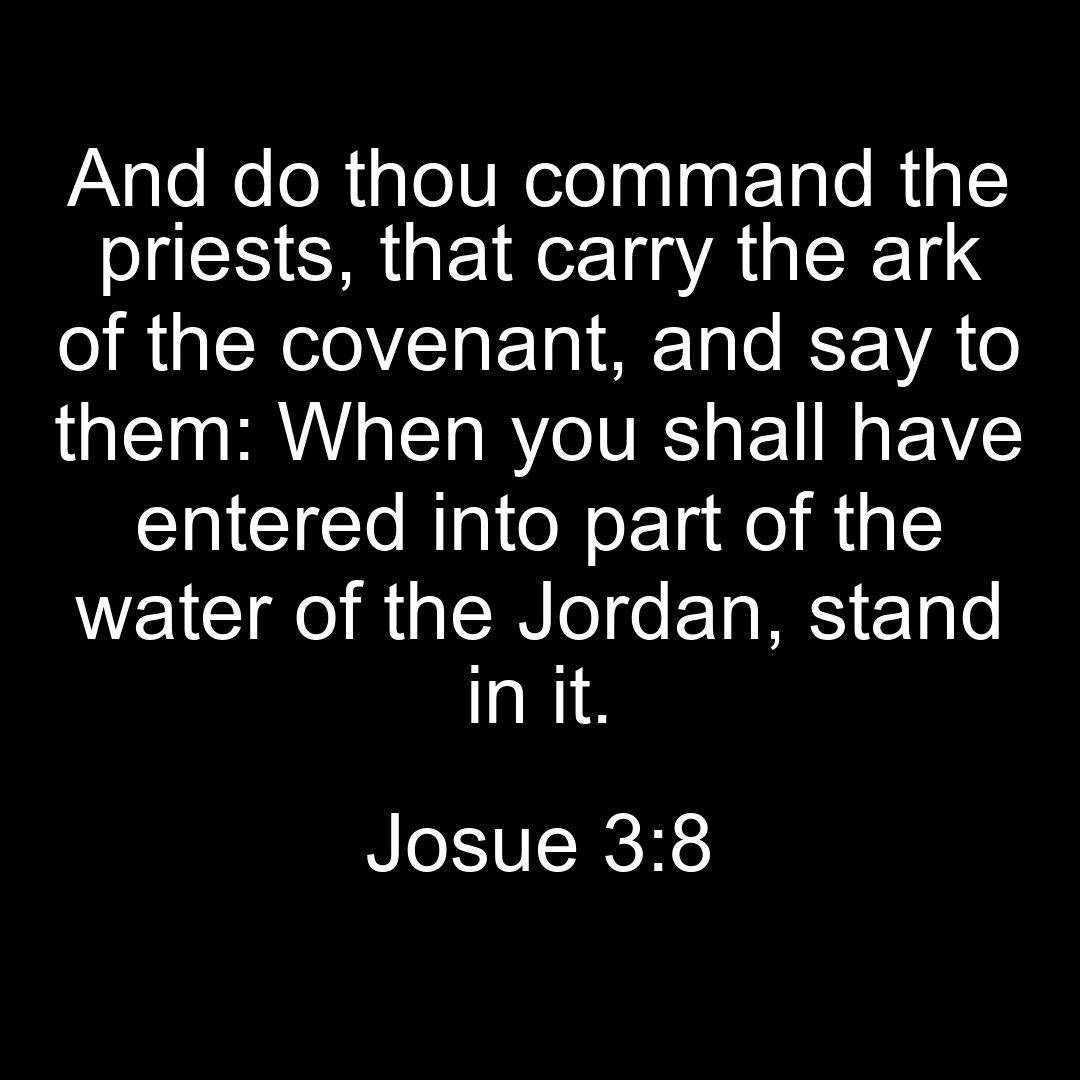 And do thou command the
priests, that carry the ark
of the covenant, and say to
them: When you shall have
entered into part of the
water of the Jordan, stand
in it.
Josue 3:8